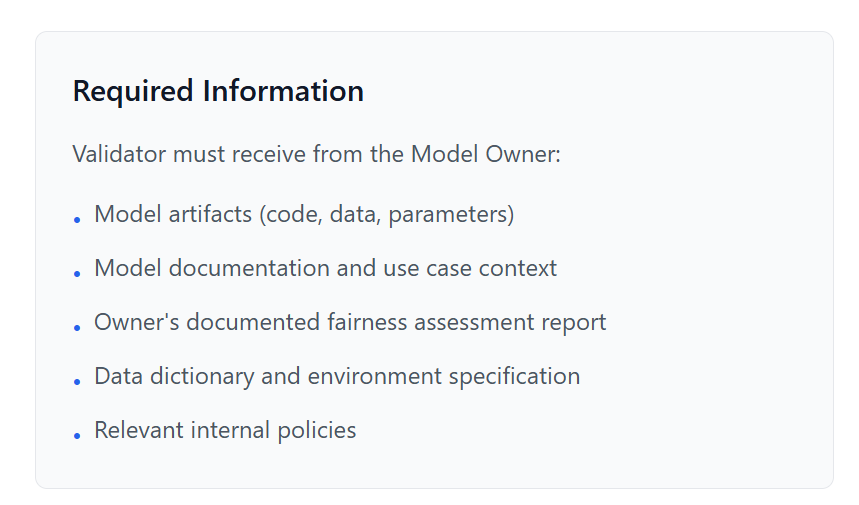 Required Information
Validator must receive from the Model Owner:
• Model artifacts (code, data, parameters)
• Model documentation and use case context
• Owner's documented fairness assessment report
• Data dictionary and environment specification
• Relevant internal policies